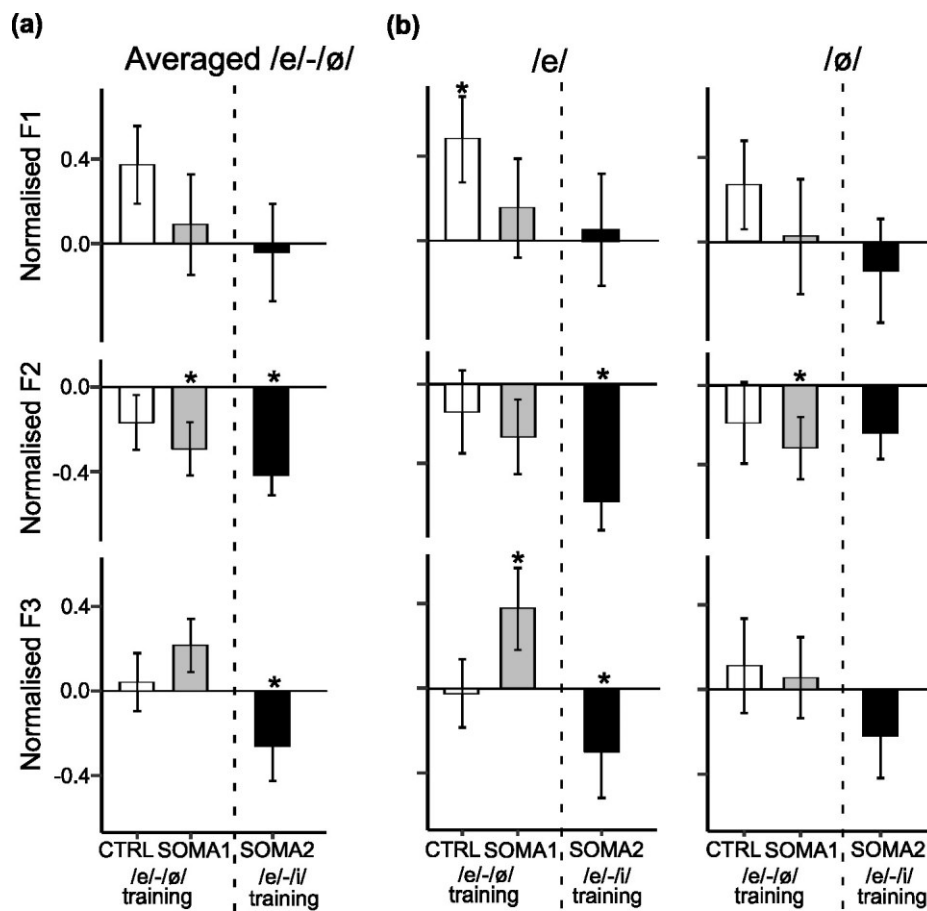 (a)
(b)
Averaged /e/-/ø/
/e/
/ø/
*
Normalised F1
0.4
0.0
Normalised F2
0.0
-0.4
* *
*
*
Normalised F3
0.4
0.0
-0.4
*
*
*
CTRL SOMA1 SOMA2
/e/-/ø/ training
/e/-/i/ training
CTRL SOMA1 SOMA2
/e/-/ø/ training
/e/-/i/ training
CTRL SOMA1 SOMA2
/e/-/ø/ training
/e/-/i/ training